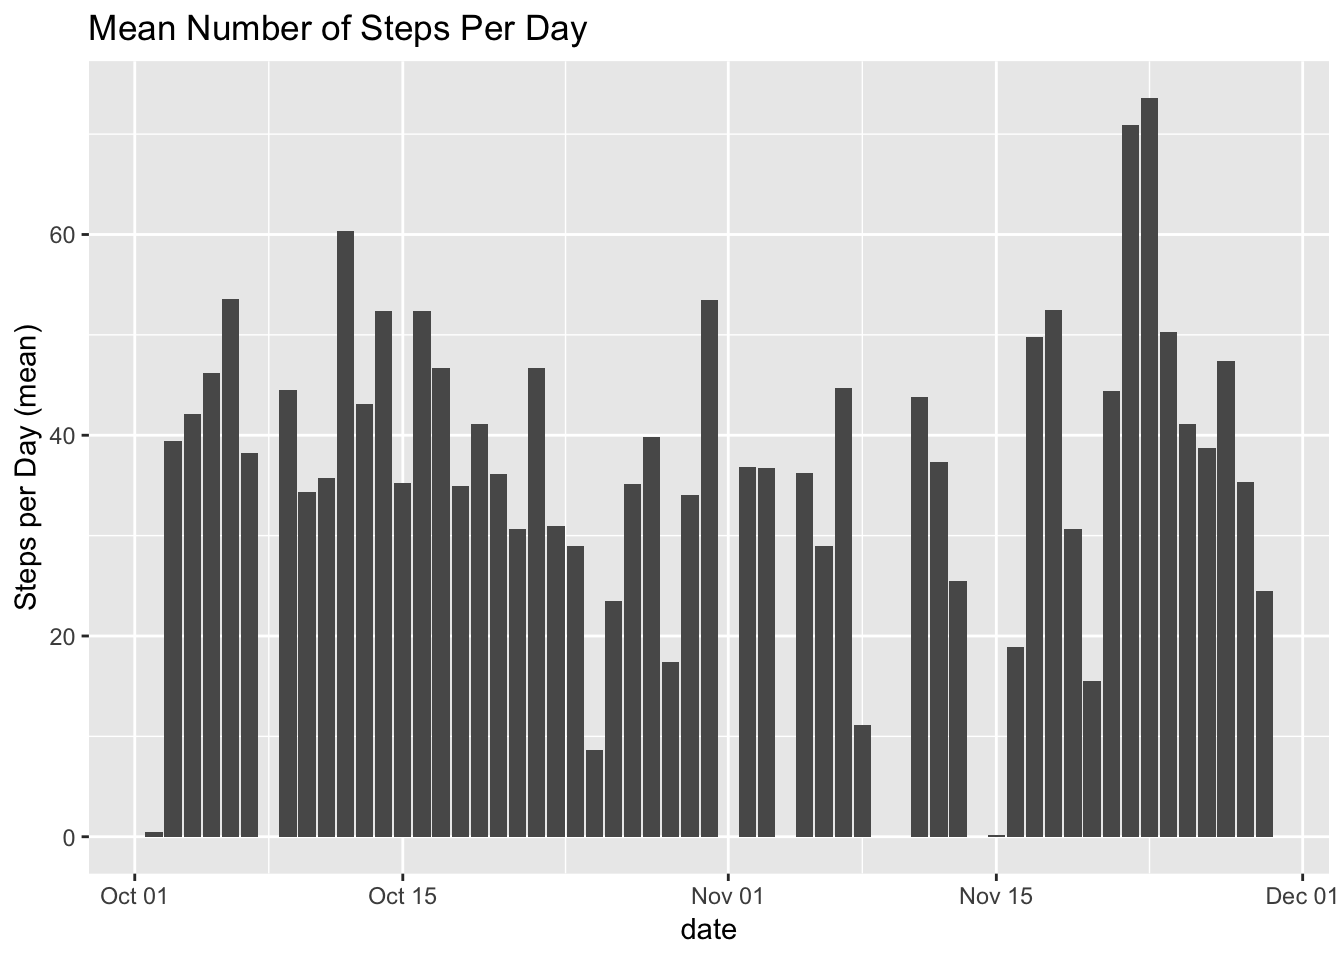 Mean Number of Steps Per Day
Steps per Day (mean)
60
40
20
0
Oct 01
Oct 15
Nov 01
Nov 15
Dec 01
date